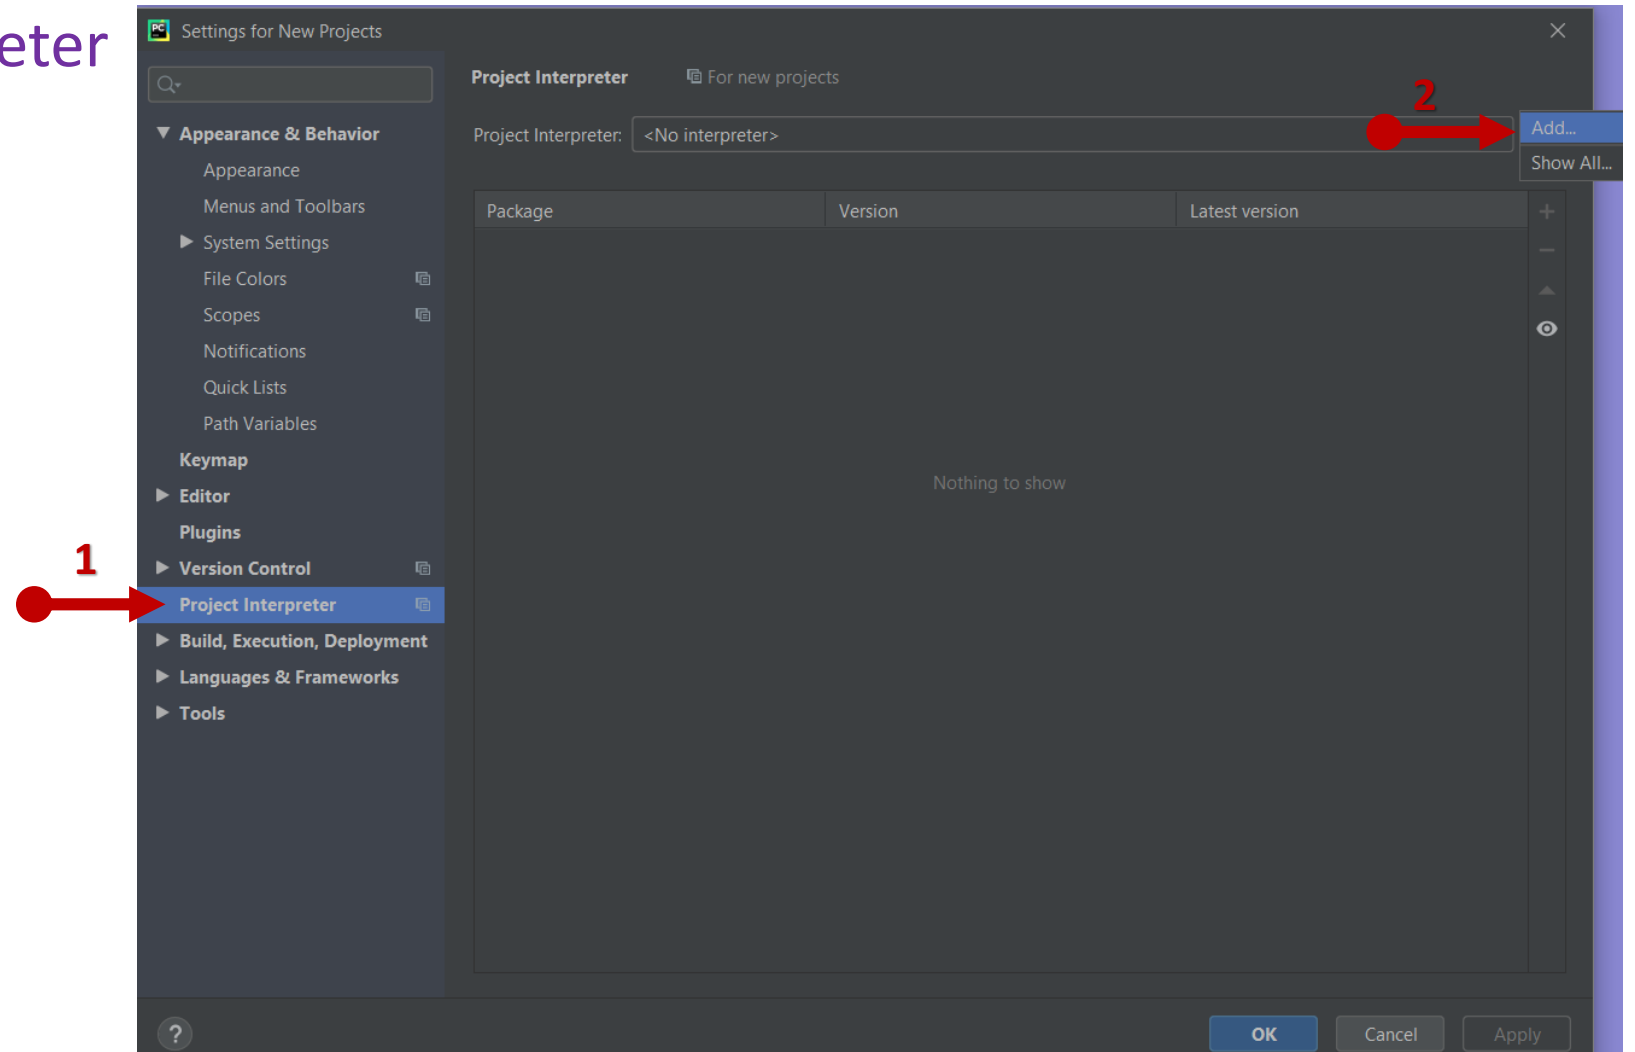 eter
PC
Settings for New Projects
Project Interpreter
For new projects
2
Appearance & Behavior
Project Interpreter:
<No interpreter>
Add...
Show All...
Appearance
Menus and Toolbars
Package
Version
Latest version
System Settings
File Colors
Scopes
Notifications
Quick Lists
Path Variables
Keymap
Nothing to show
Editor
Plugins
1
Version Control
Project Interpreter
Build, Execution, Deployment
Languages & Frameworks
Tools
?
OK
Cancel
Apply